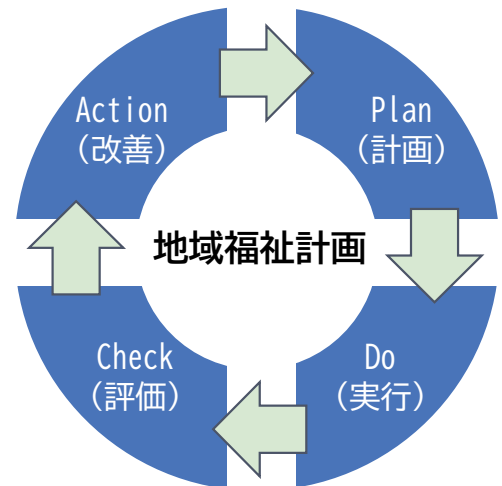 Action
（改善）
Plan
（計画）
地域福祉計画
Check
（評価）
Do
（実行）